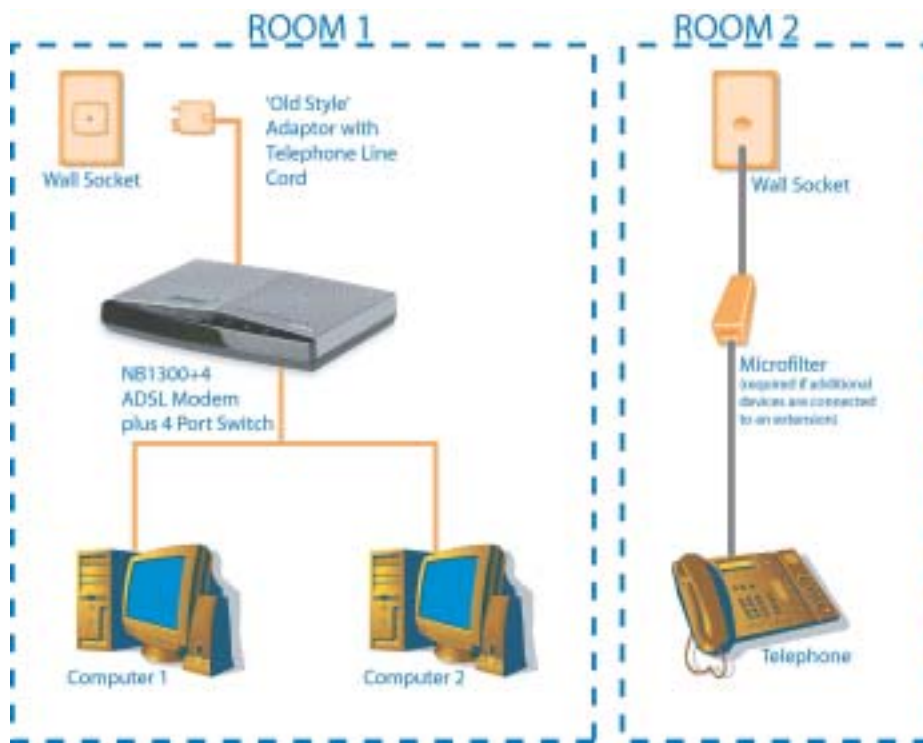 ROOM 1
Wall Socket
'Old Style'
Adaptor with
Telephone Line
Cord
NB1300+4
ADSL Modem
plus 4 Port Switch
Computer 1
Computer 2
ROOM 2
Wall Socket
Microfilter
(required if additional
devices are connected
to an extension)
Telephone